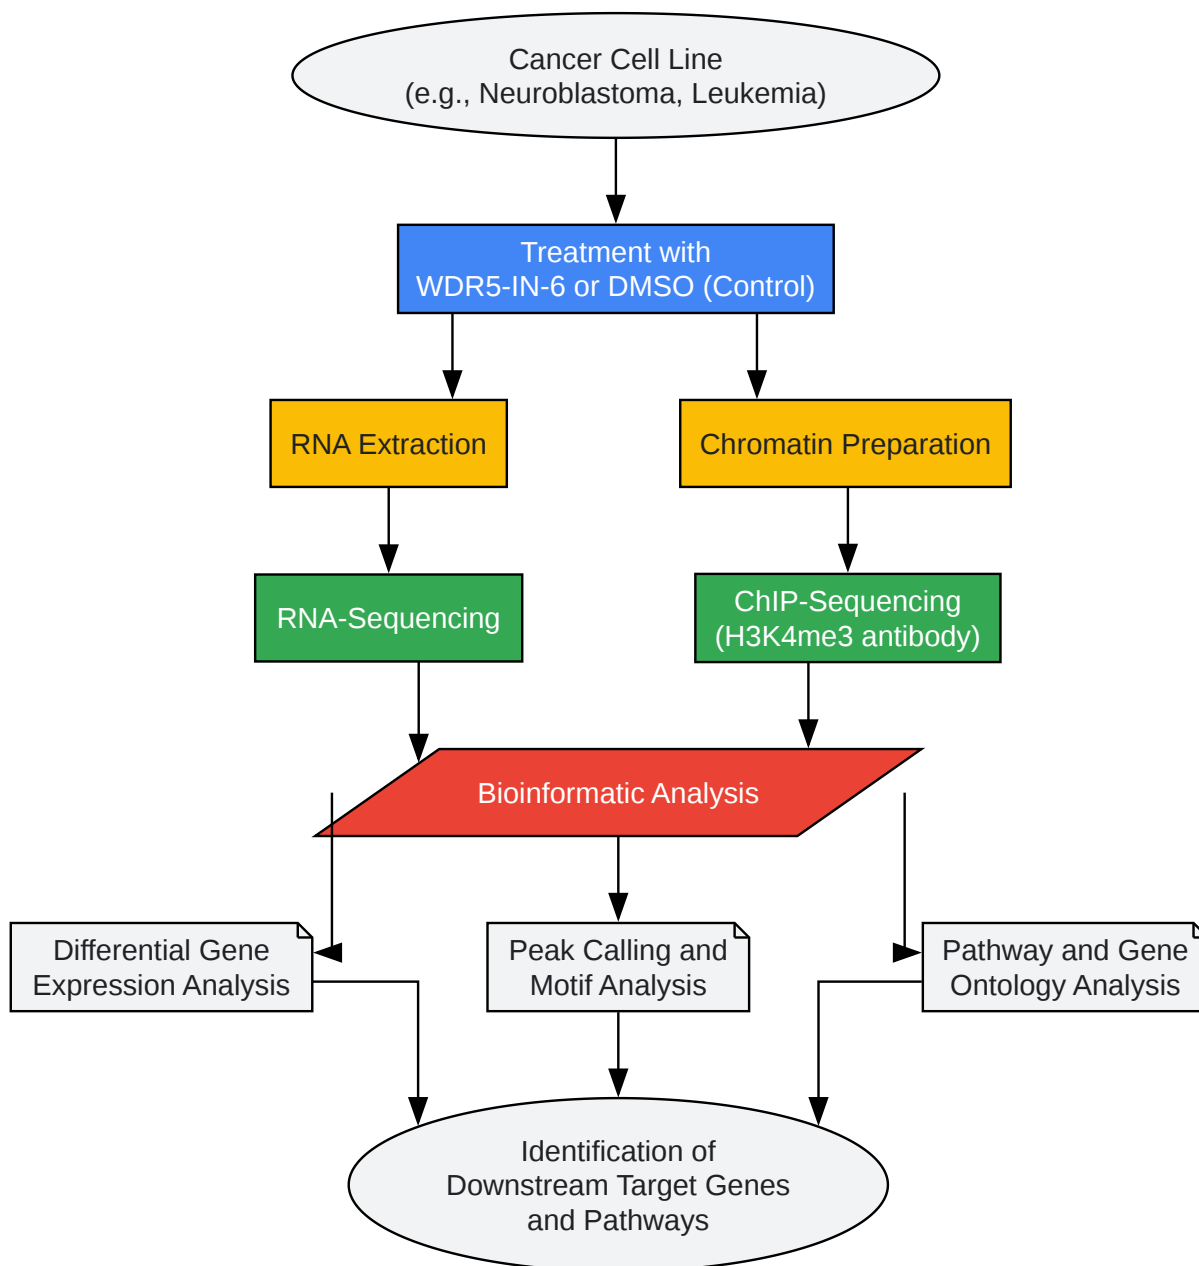 Cancer Cell Line
(e.g., Neuroblastoma, Leukemia)
Treatment with
WDR5-IN-6 or DMSO (Control)
RNA Extraction
Chromatin Preparation
RNA-Sequencing
ChIP-Sequencing
(H3K4me3 antibody)
Bioinformatic Analysis
Differential Gene
Expression Analysis
Peak Calling and
Motif Analysis
Pathway and Gene
Ontology Analysis
Identification of
Downstream Target Genes
and Pathways